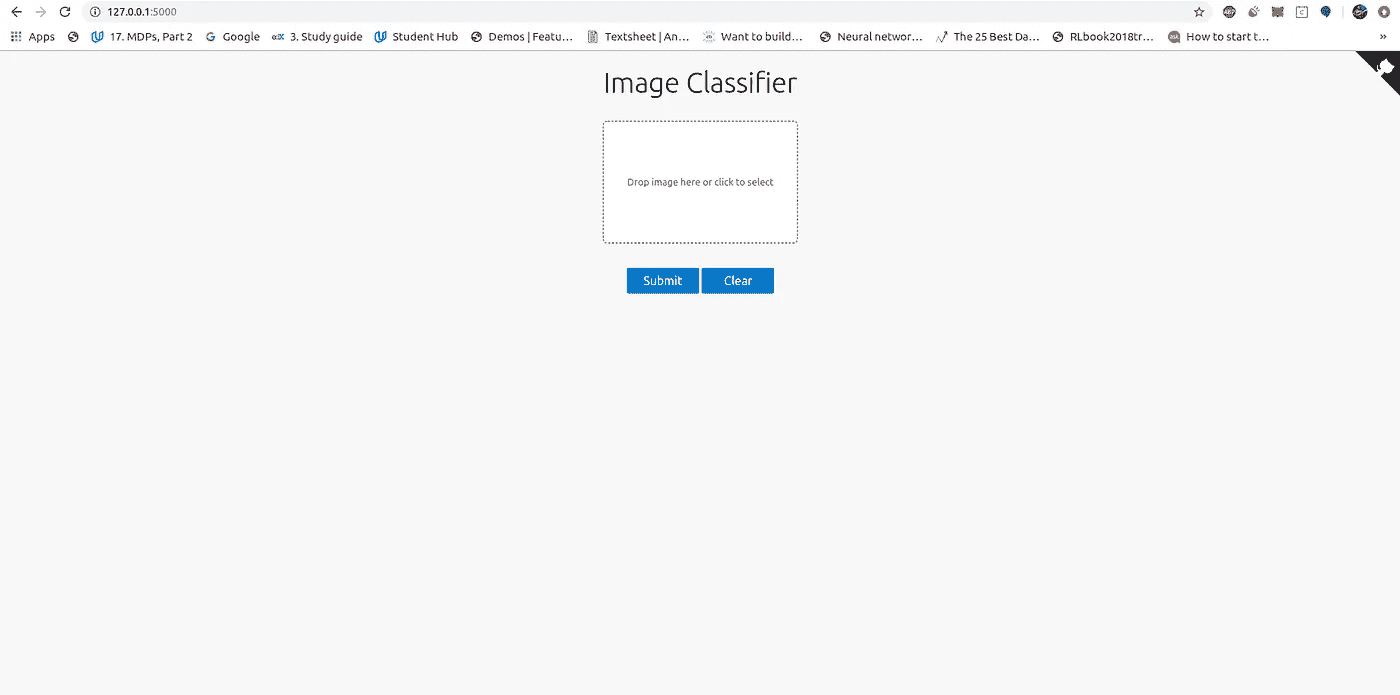 127.0.0.1:5000
Apps 17. MDPs, Part 2 Google edX 3. Study guide Student Hub Demos | Featu… Textsheet | An… Want to build… Neural networ… The 25 Best Da… RLbook2018tr… How to start t… »
Image Classifier
Drop image here or click to select
Submit Clear